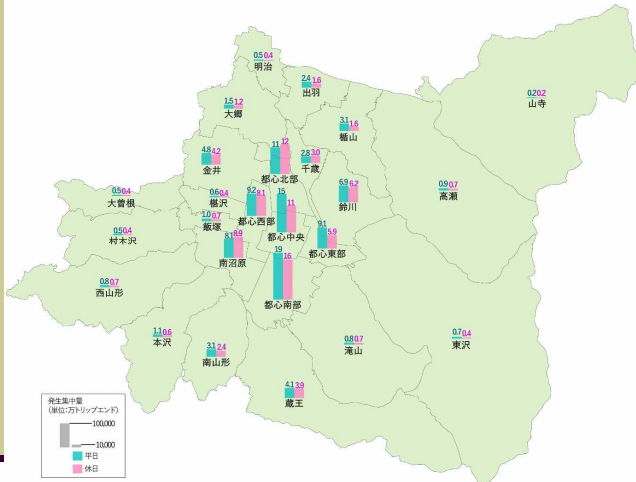 0.5 0.4
明治
2.4 1.6
出羽
0.2 0.2
山寺
1.5 1.2
大郷
3.1 1.6
楯山
11 12
都心北部
2.8 3.0
千歳
4.8 4.2
金井
6.9 6.2
鈴川
0.9 0.7
高瀬
0.5 0.4
大曽根
0.6 0.4
椹沢
9.2 8.1
都心西部
15 11
都心中央
1.0 0.7
飯塚
9.1 5.9
都心東部
0.5 0.4
村木沢
8.1 8.9
南沼原
19 16
都心南部
0.8 0.7
西山形
1.1 0.6
本沢
3.1 2.4
南山形
0.8 0.7
滝山
0.7 0.4
東沢
4.1 3.9
蔵王
発生集中量
(単位:万トリップエンド)
100,000
10,000
平日
休日